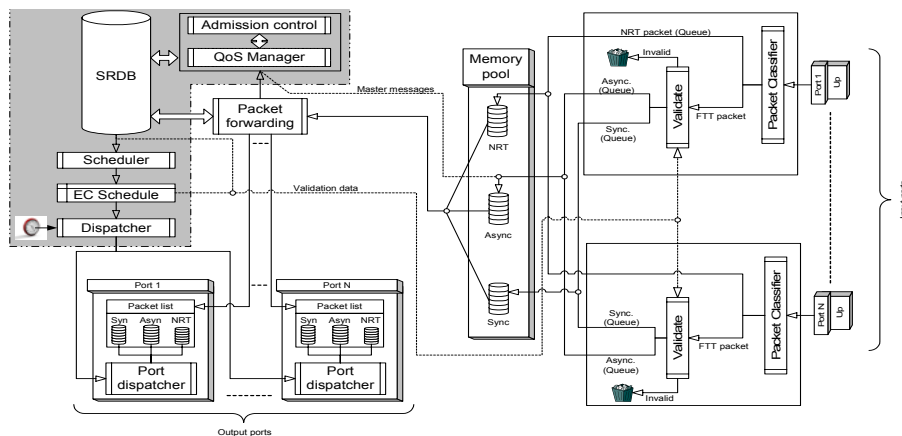 SRDB
Admission control
QoS Manager
Packet
forwarding
Scheduler
EC Schedule
Dispatcher
Master messages
Validation data
Port 1
Packet list
Syn Asyn NRT
Port
dispatcher
Port N
Packet list
Syn Asyn NRT
Port
dispatcher
Output ports
Memory
pool
NRT
Async
Sync
NRT packet (Queue)
Invalid
Async.
(Queue)
Sync.
(Queue)
Validate
FTT packet
Packet Classifier
Port 1
Up
Sync.
(Queue)
Async.
(Queue)
Validate
FTT packet
Invalid
Packet Classifier
Port N
Up